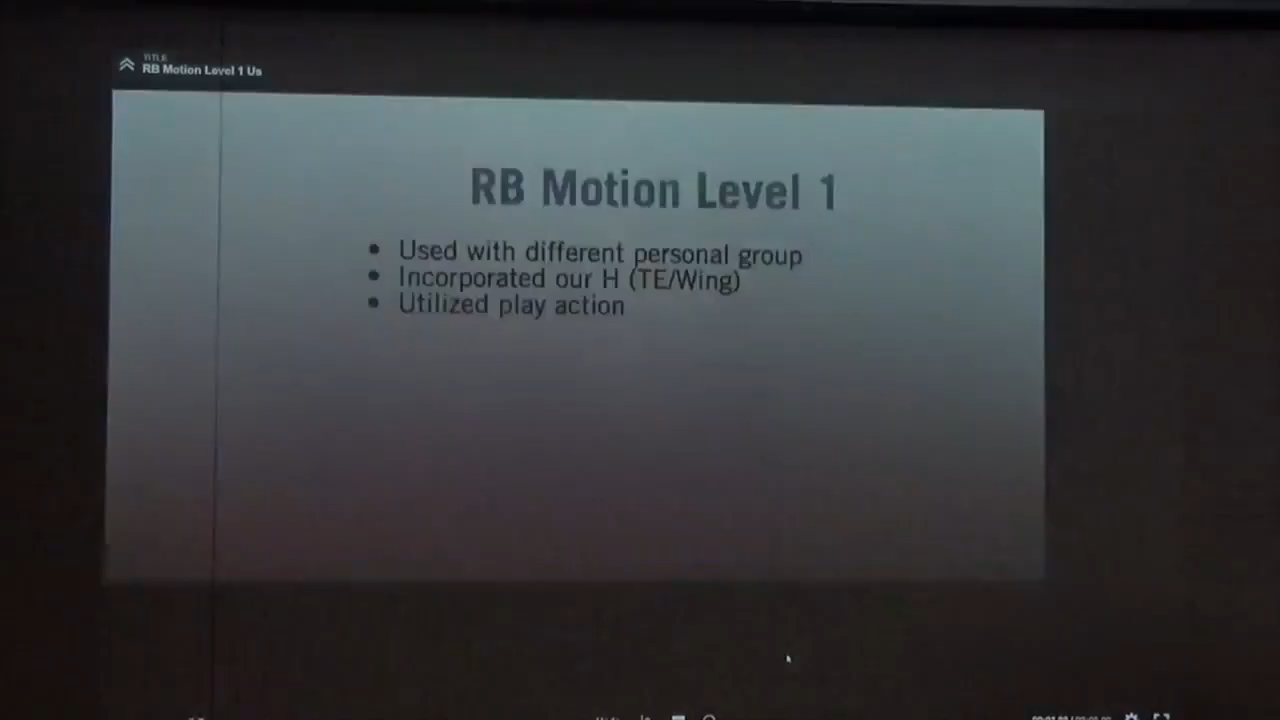 TITLE
RB Motion Level 1 Us
RB Motion Level 1
• Used with different personal group
• Incorporated our H (TE/Wing)
• Utilized play action